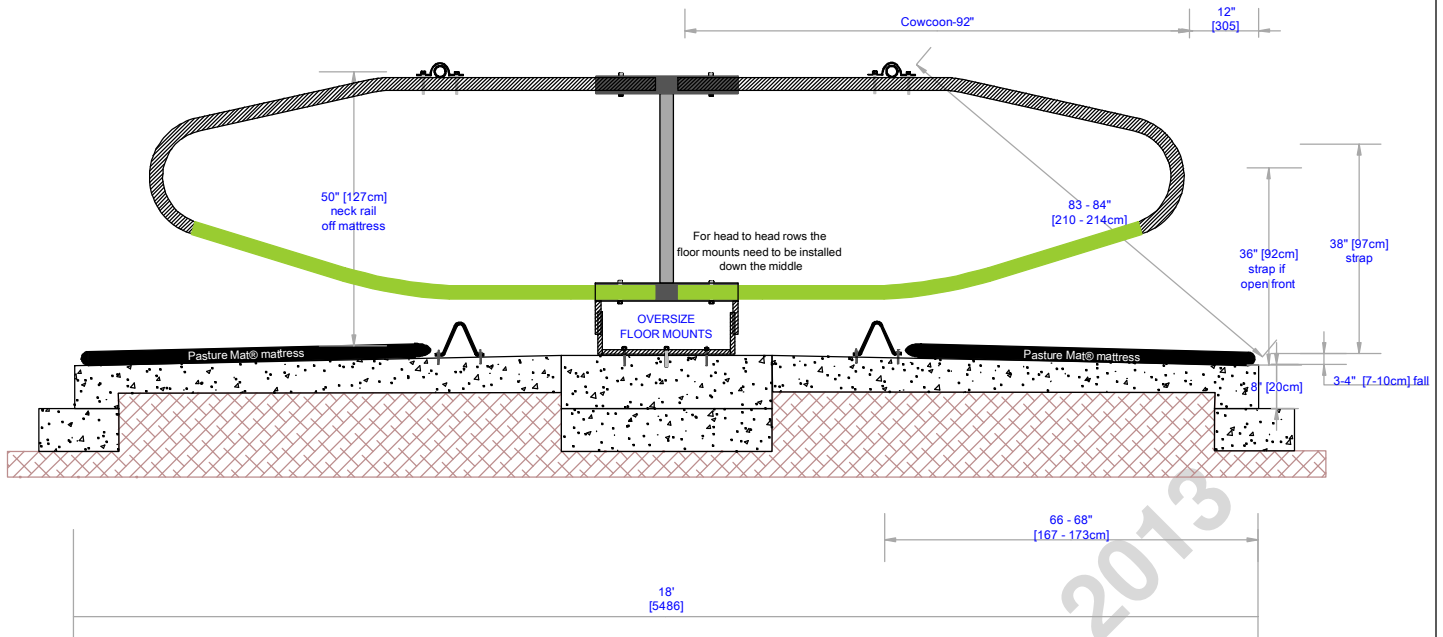 Cowcoon-92"
12"
[305]
50" [127cm]
neck rail
off mattress
83 - 84"
[210 - 214cm]
For head to head rows the
floor mounts need to be installed
down the middle
36" [92cm]
strap if
open front
38" [97cm]
strap
OVERSIZE
FLOOR MOUNTS
Pasture Mat® mattress
Pasture Mat® mattress
8" [20cm]
3-4" [7-10cm] fall
66 - 68"
[167 - 173cm]
2013
18'
[5486]